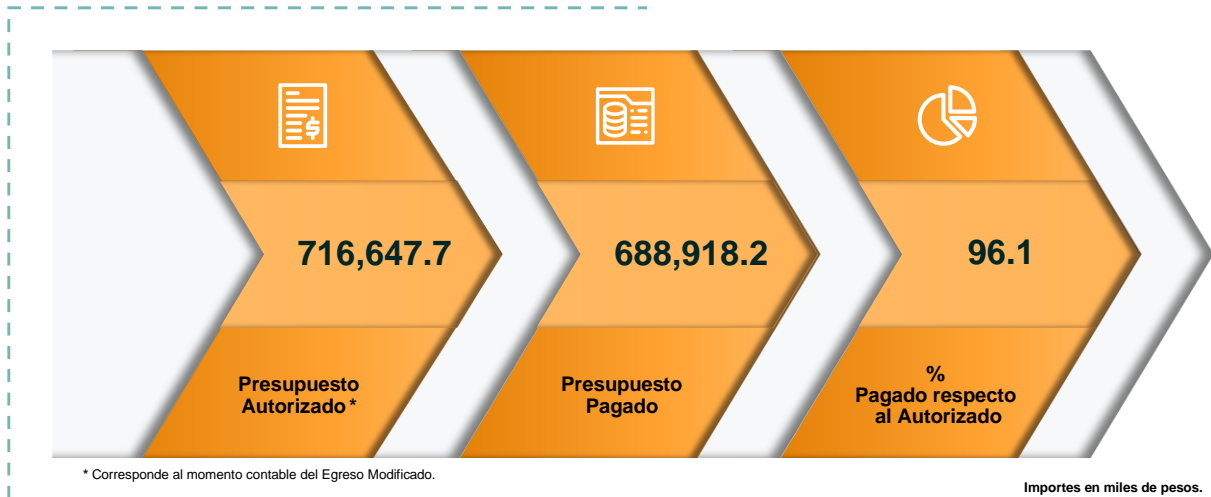 716,647.7
688,918.2
96.1
Presupuesto
Autorizado *
Presupuesto
Pagado
%
Pagado respecto
al Autorizado
* Corresponde al momento contable del Egreso Modificado.
Importes en miles de pesos.